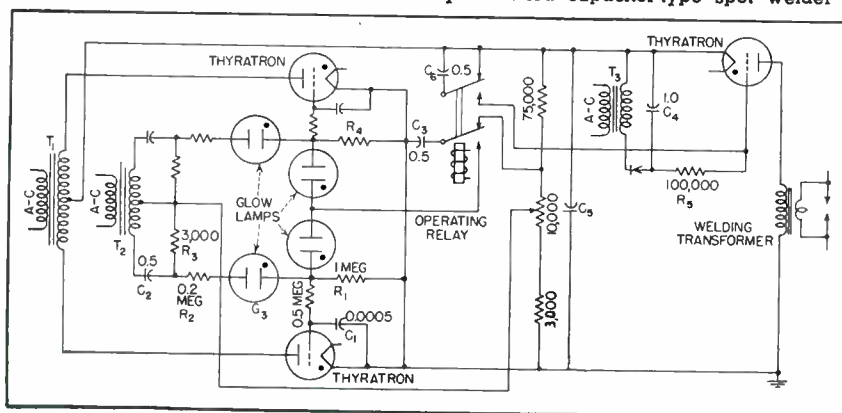 capacitor-type spot welder
THYRATRON
THYRATRON
T1
A-C
A-C
T2
0.5
C2
3,000
R3
0.2
MEG
R2
GLOW
LAMPS
G3
R4
C3
0.5
C6
0.5
OPERATING
RELAY
1 MEG
R1
0.5 MEG
0.0005
C1
THYRATRON
75,000
10,000
3,000
C5
T3
A-C
1.0
C4
100,000
R5
WELDING
TRANSFORMER